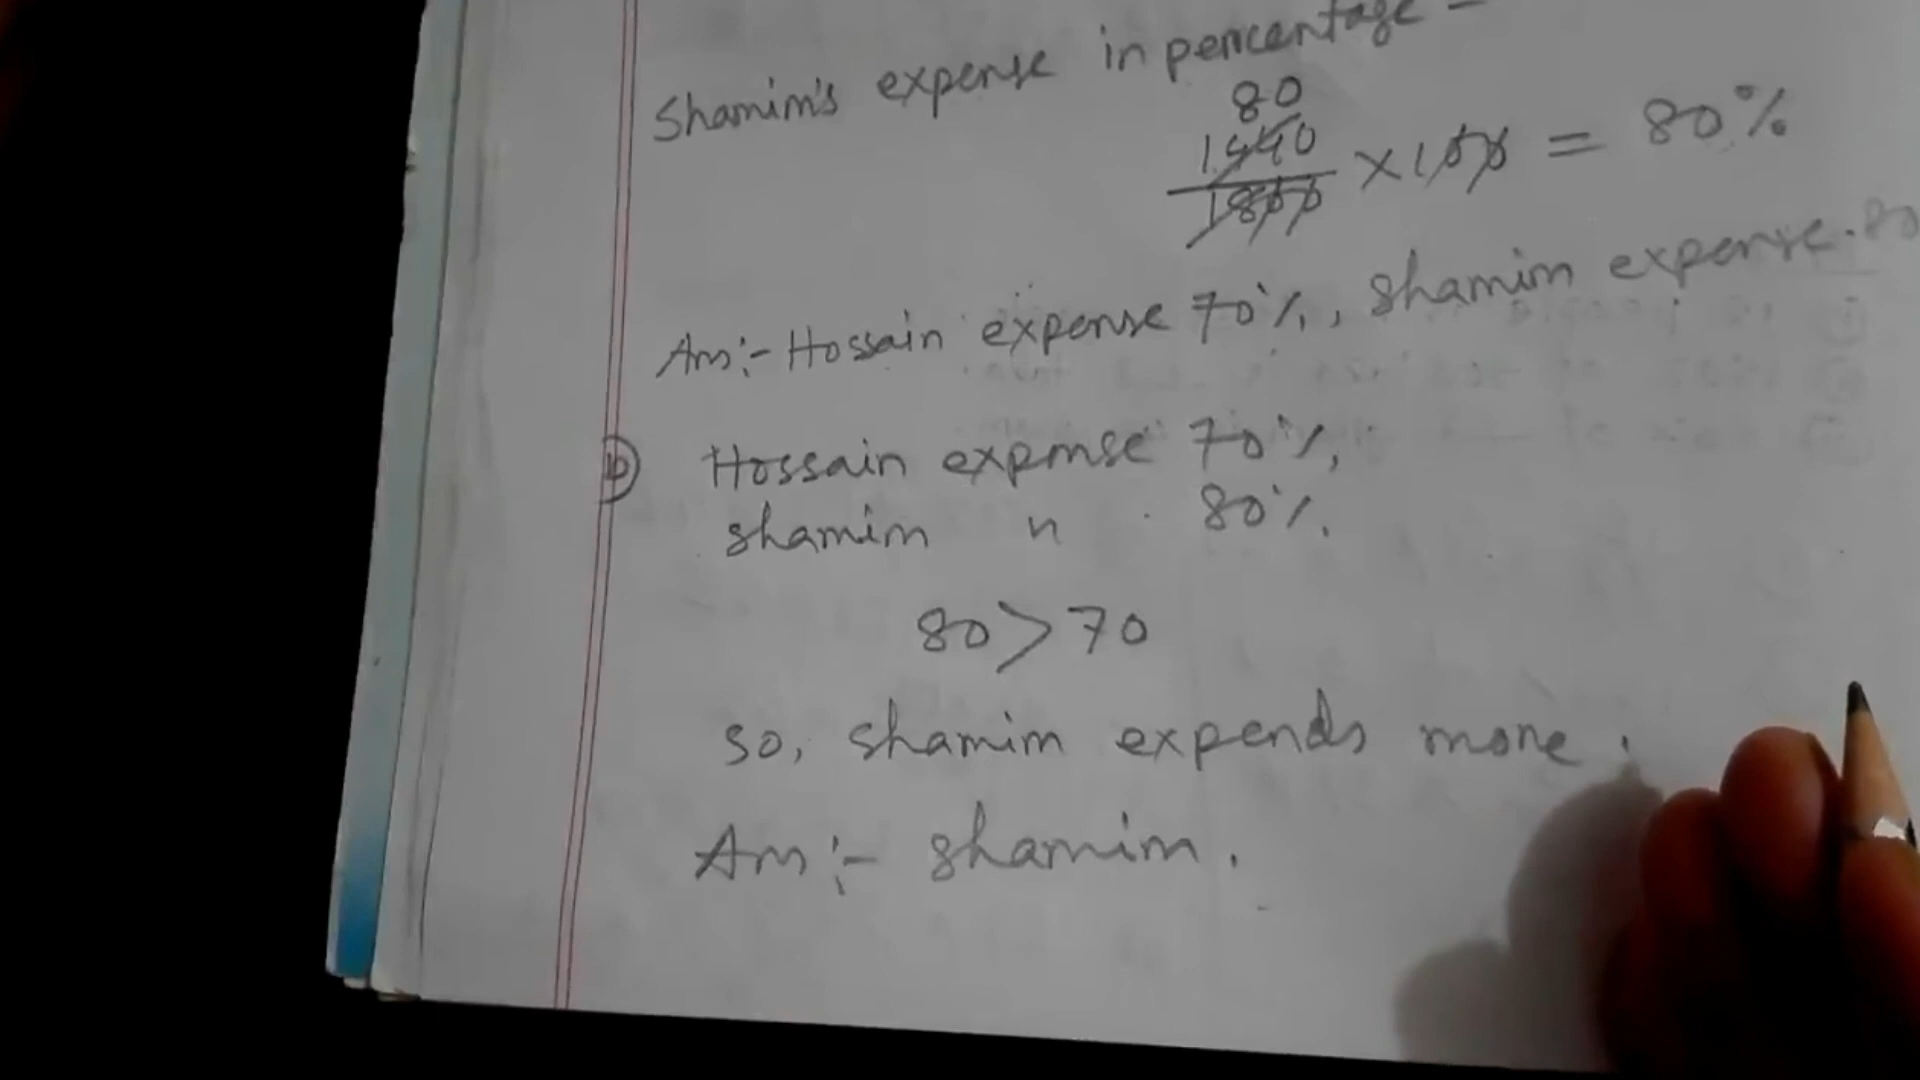 Shamim's expense in percentage -
80
1440
1800 × 100 = 80%
Ans:- Hossain expense 70%, shamim expense. 80
b Hossain expense 70%,
shamim " 80%.
80 > 70
so, shamim expends more.
Ans:- shamim.